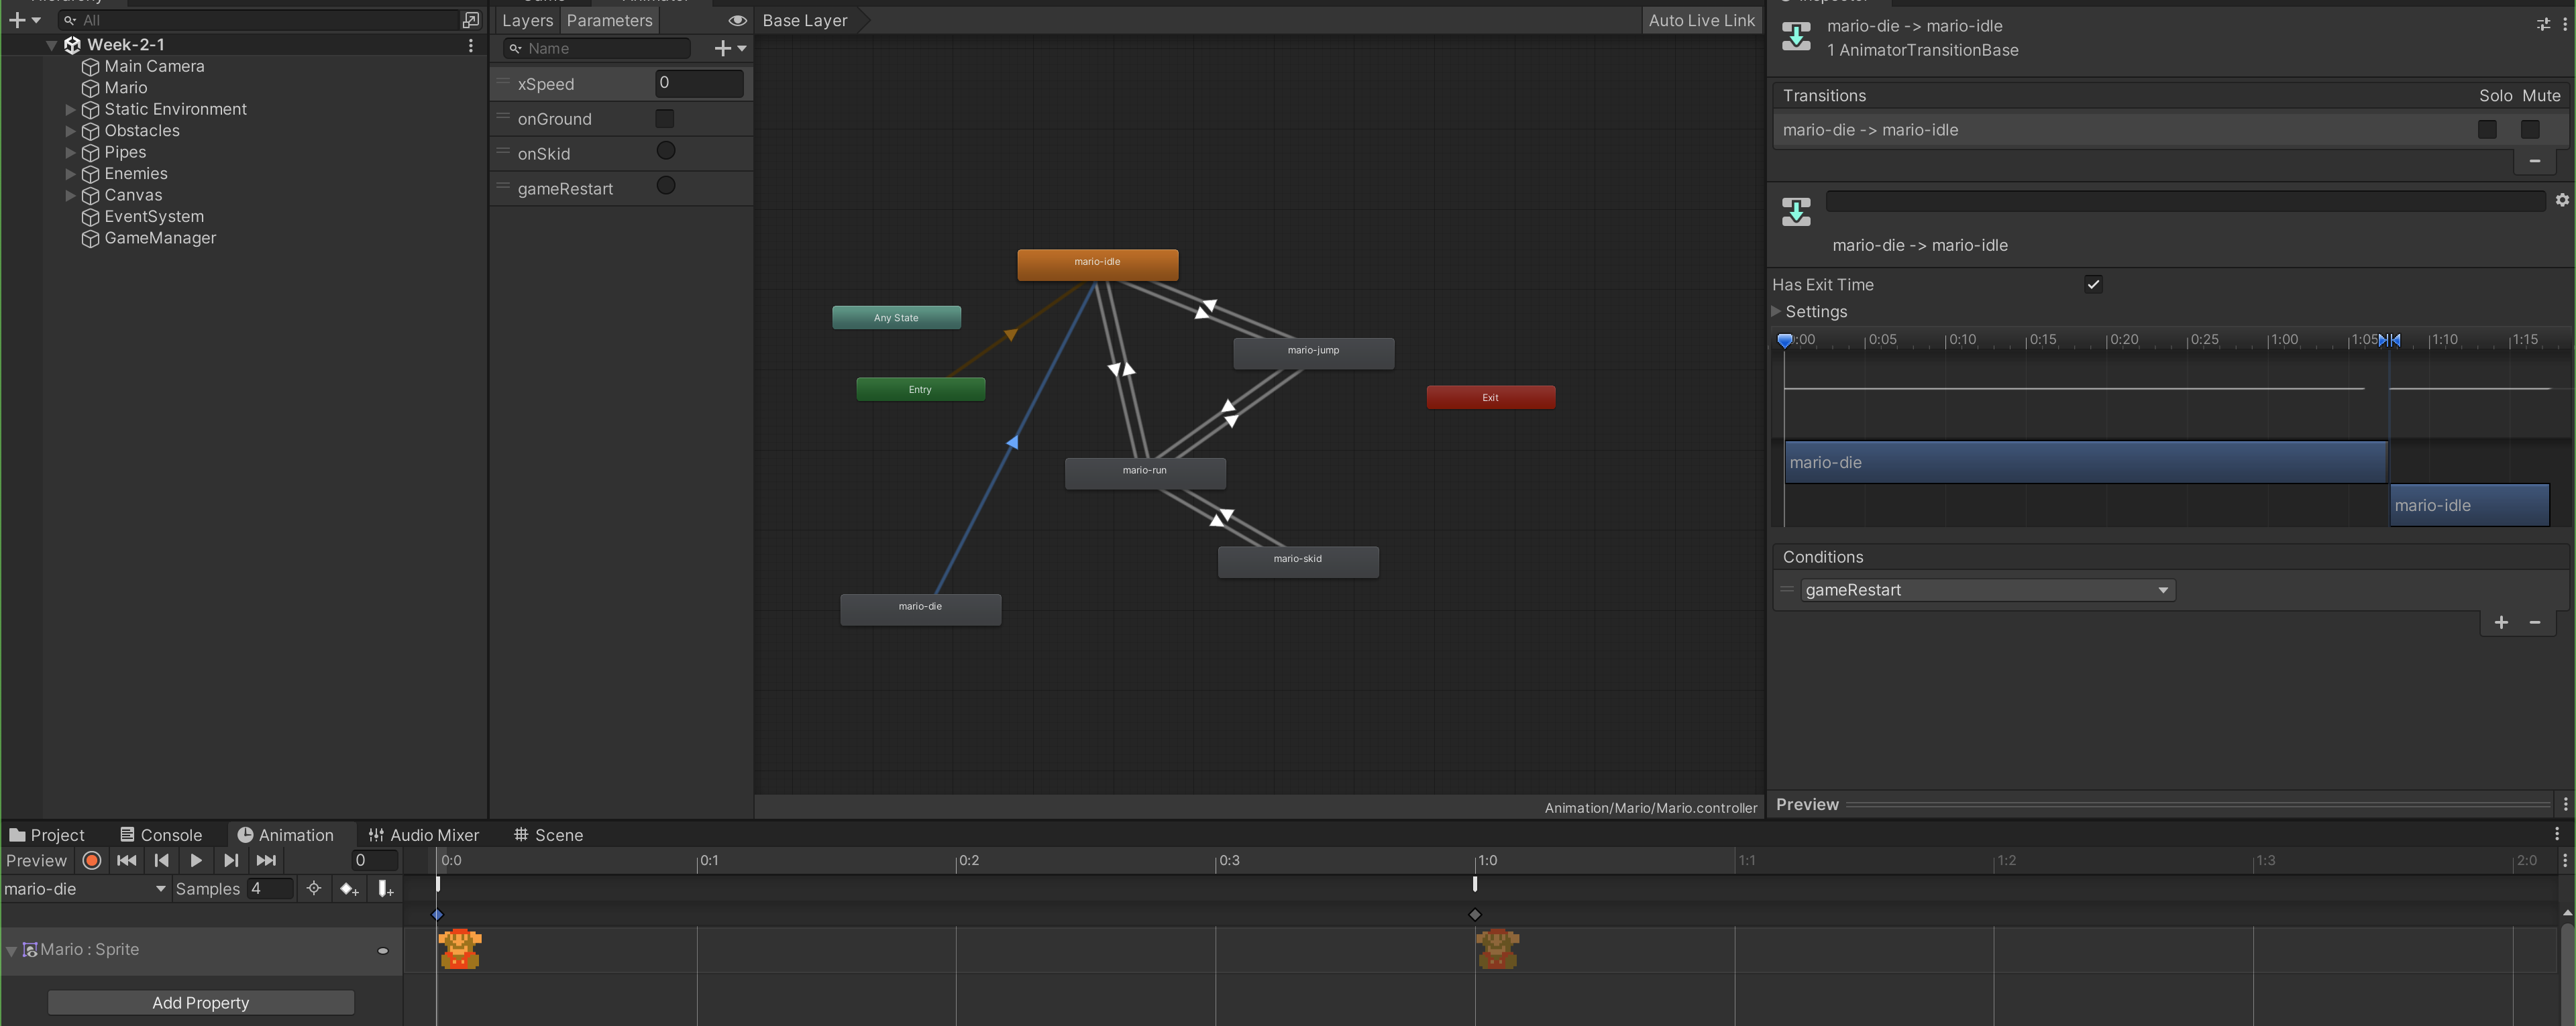 All
Week-2-1
Main Camera
Mario
Static Environment
Obstacles
Pipes
Enemies
Canvas
EventSystem
GameManager
Layers Parameters
Name
xSpeed 0
onGround
onSkid
gameRestart
Base Layer
Auto Live Link
mario-idle
Any State
mario-jump
Entry
Exit
mario-run
mario-skid
mario-die
Animation/Mario/Mario.controller
mario-die -> mario-idle
1 AnimatorTransitionBase
Transitions Solo Mute
mario-die -> mario-idle
mario-die -> mario-idle
Has Exit Time
Settings
:00 0:05 0:10 0:15 0:20 0:25 1:00 1:05 1:10 1:15
mario-die
mario-idle
Conditions
gameRestart
Preview
Project Console Animation Audio Mixer Scene
Preview 0 0:0 0:1 0:2 0:3 1:0 1:1 1:2 1:3 2:0
mario-die Samples 4
Mario : Sprite
Add Property